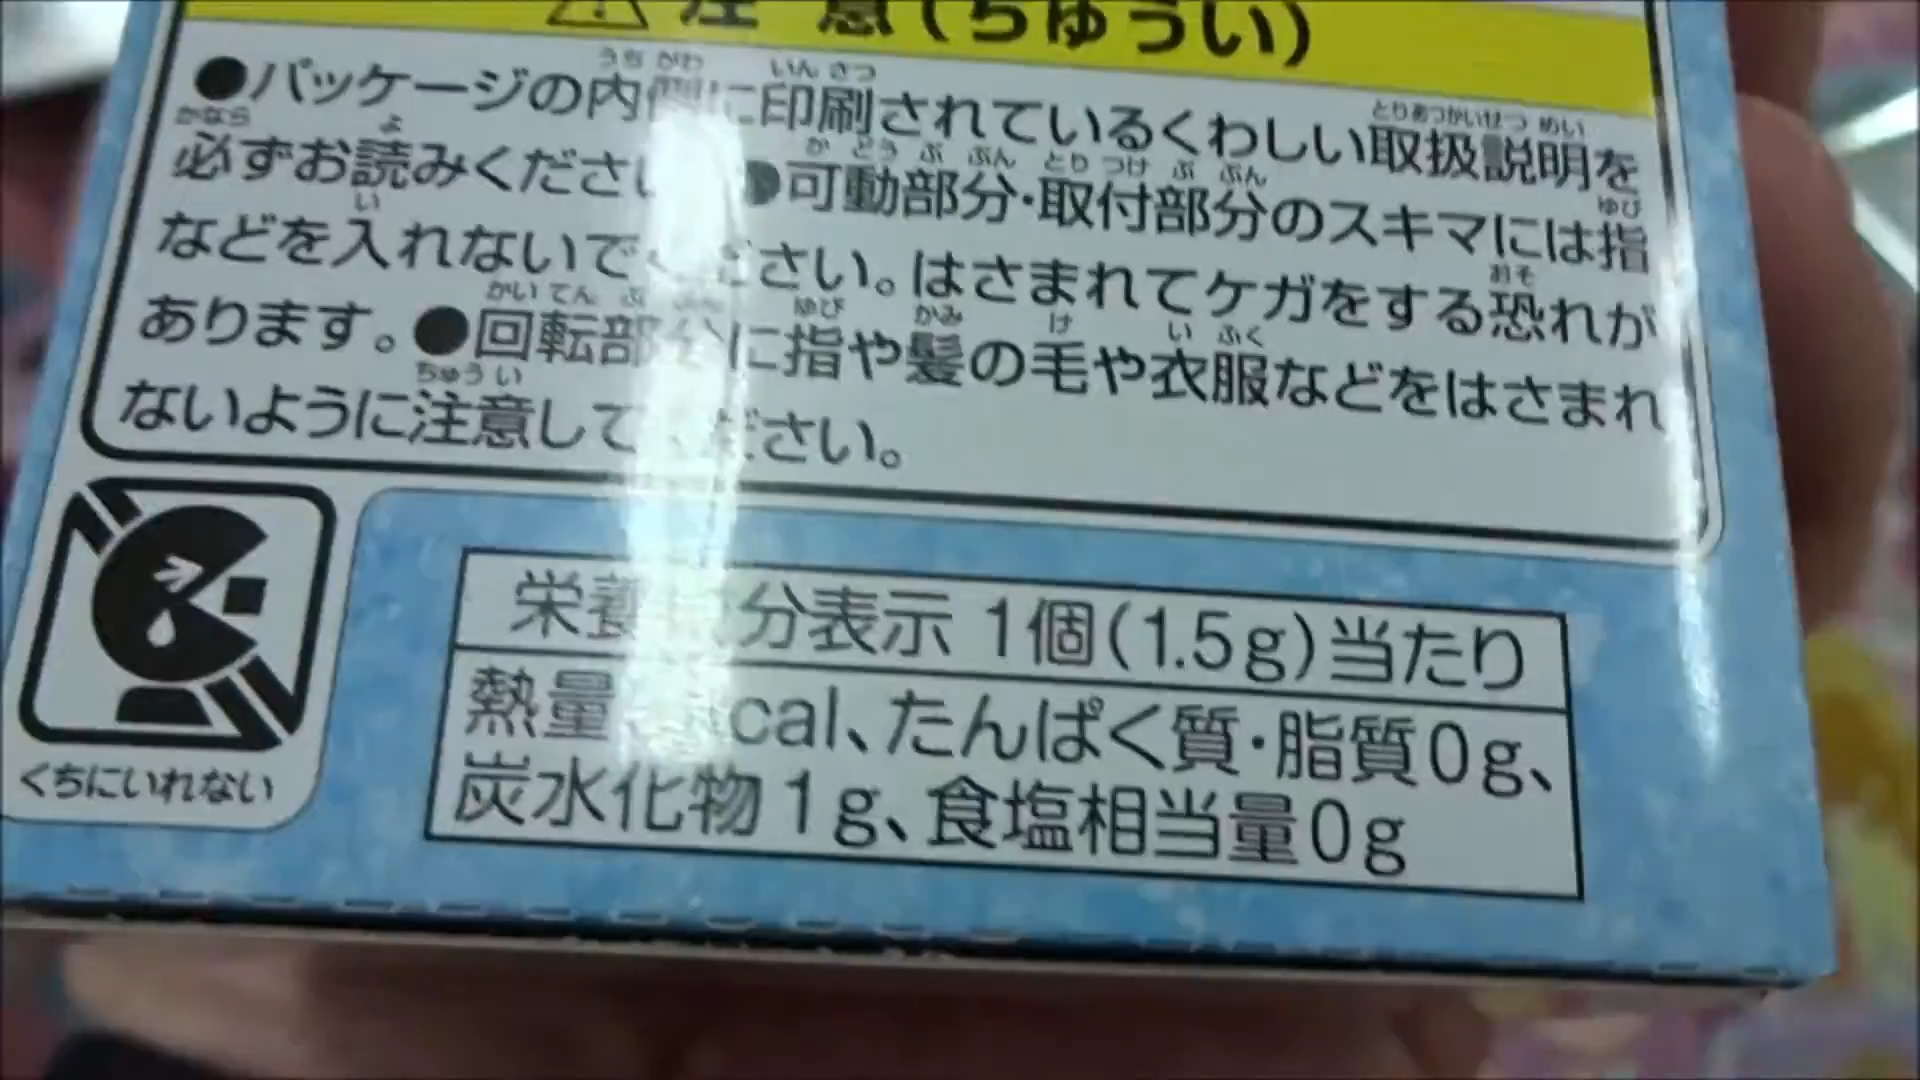 注意(ちゅうい)
●パッケージの内側に印刷されているくわしい取扱説明を
必ずお読みください ●可動部分・取付部分のスキマには指
などを入れないでください。はさまれてケガをする恐れが
あります。●回転部分に指や髪の毛や衣服などをはさまれ
ないように注意してください。
栄養成分表示 1個(1.5g)当たり
熱量 cal、たんぱく質・脂質0g、
炭水化物1g、食塩相当量0g
くちにいれない